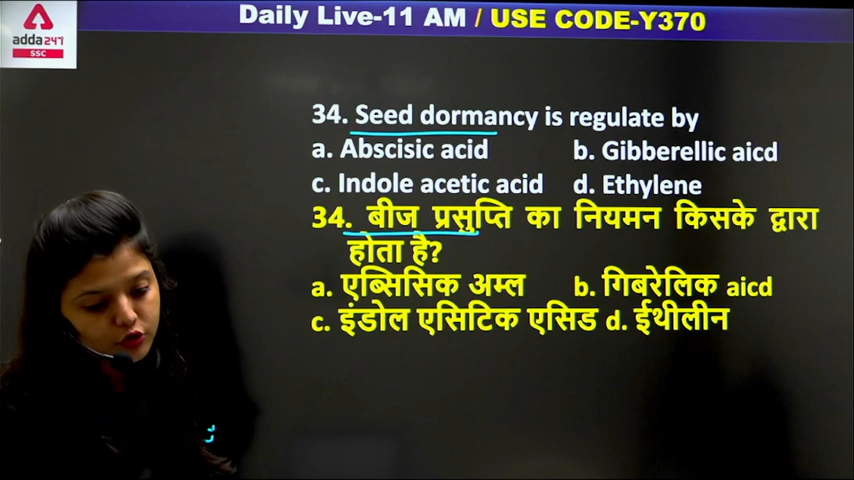 Daily Live-11 AM / USE CODE-Y370
adda247
SSC
34. Seed dormancy is regulate by
a. Abscisic acid b. Gibberellic aicd
c. Indole acetic acid d. Ethylene
34. बीज प्रसुप्ति का नियमन किसके द्वारा
होता है?
a. एब्सिसिक अम्ल b. गिबरेलिक aicd
c. इंडोल एसिटिक एसिड d. ईथीलीन